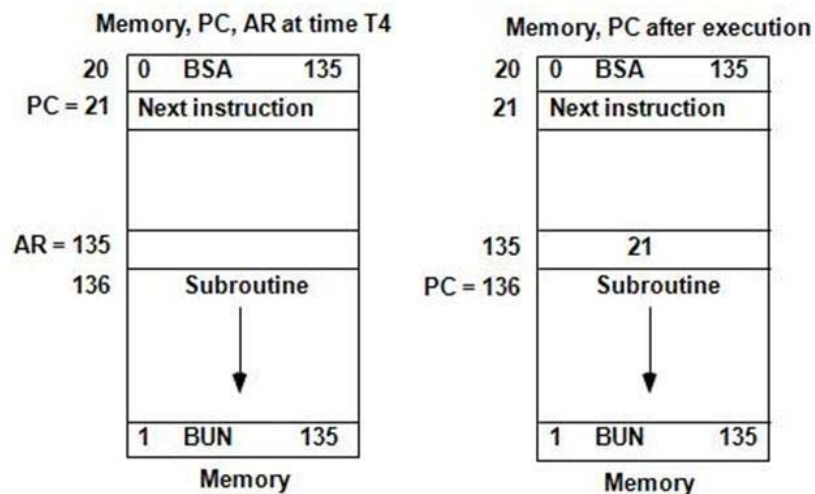 Memory, PC, AR at time T4
20 0 BSA 135
PC = 21 Next instruction
AR = 135
136 Subroutine
1 BUN 135
Memory
Memory, PC after execution
20 0 BSA 135
21 Next instruction
135 21
PC = 136 Subroutine
1 BUN 135
Memory